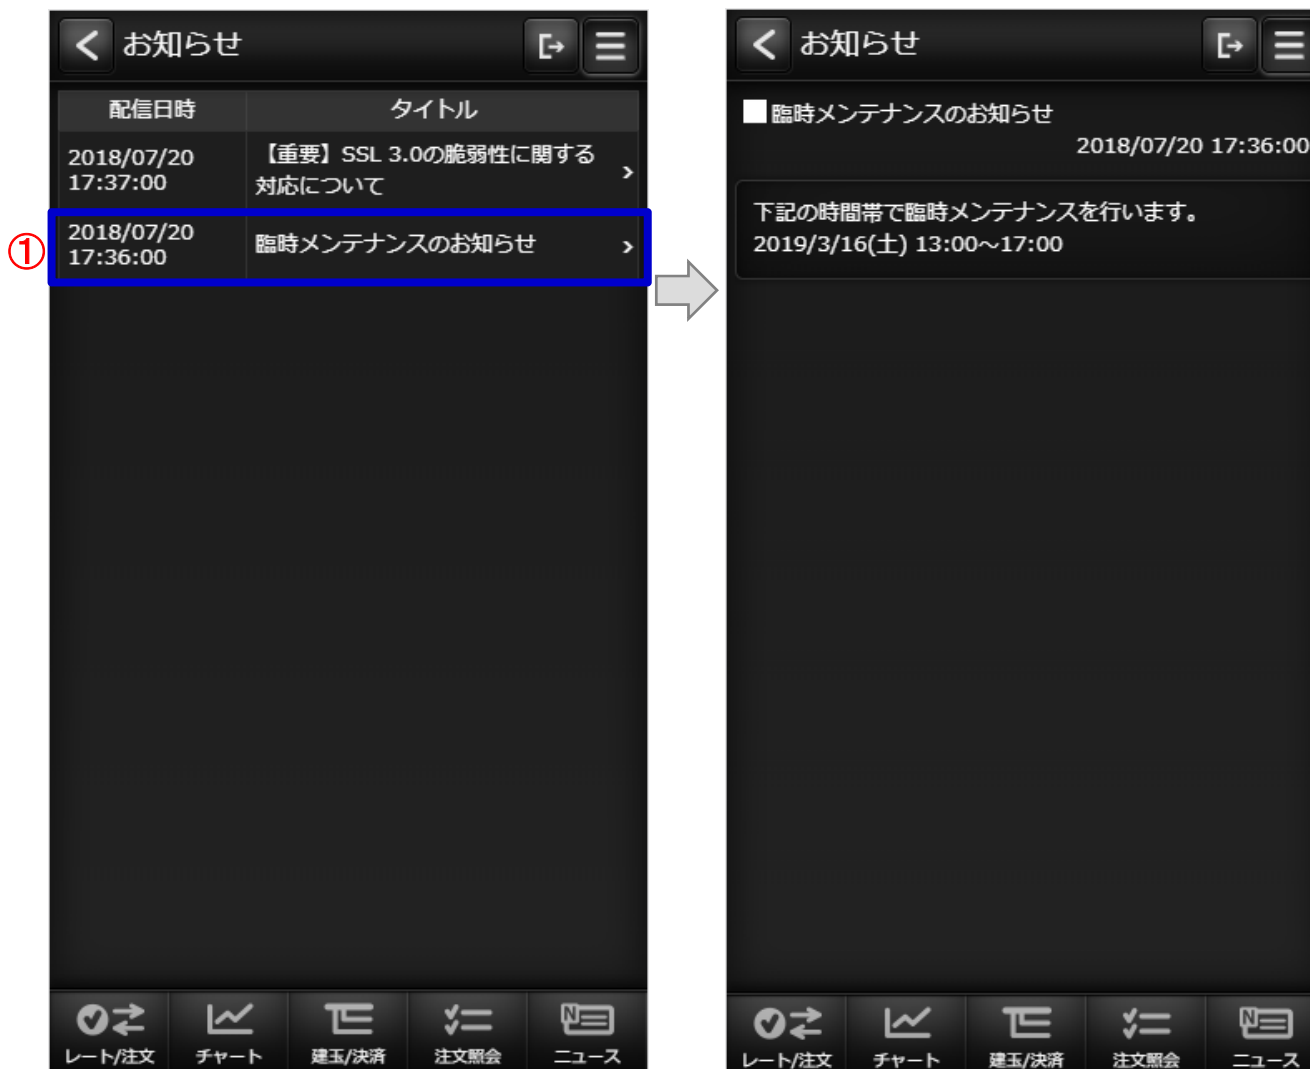 お知らせ
配信日時 タイトル
2018/07/20 17:37:00 【重要】SSL 3.0の脆弱性に関する
対応について
①
2018/07/20 17:36:00 臨時メンテナンスのお知らせ
レート/注文 チャート 建玉/決済 注文照会 ニュース
お知らせ
臨時メンテナンスのお知らせ
2018/07/20 17:36:00
下記の時間帯で臨時メンテナンスを行います。
2019/3/16(土) 13:00～17:00
レート/注文 チャート 建玉/決済 注文照会 ニュース